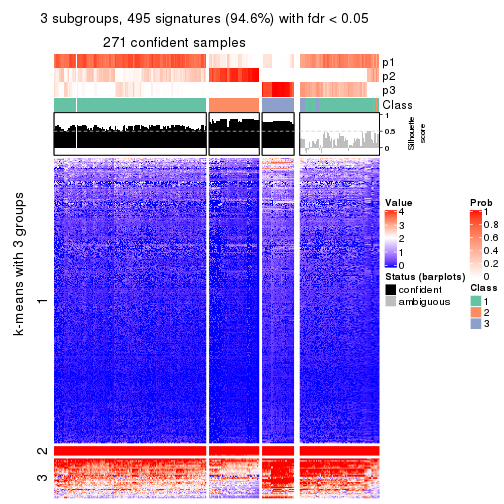 3 subgroups, 495 signatures (94.6%) with fdr < 0.05
271 confident samples
p1
p2
p3
Class
1
0.5
0
Silhouette
score
k-means with 3 groups
1
2
3
Value
4
3
2
1
0
Status (barplots)
confident
ambiguous
Prob
1
0.8
0.6
0.4
0.2
0
Class
1
2
3